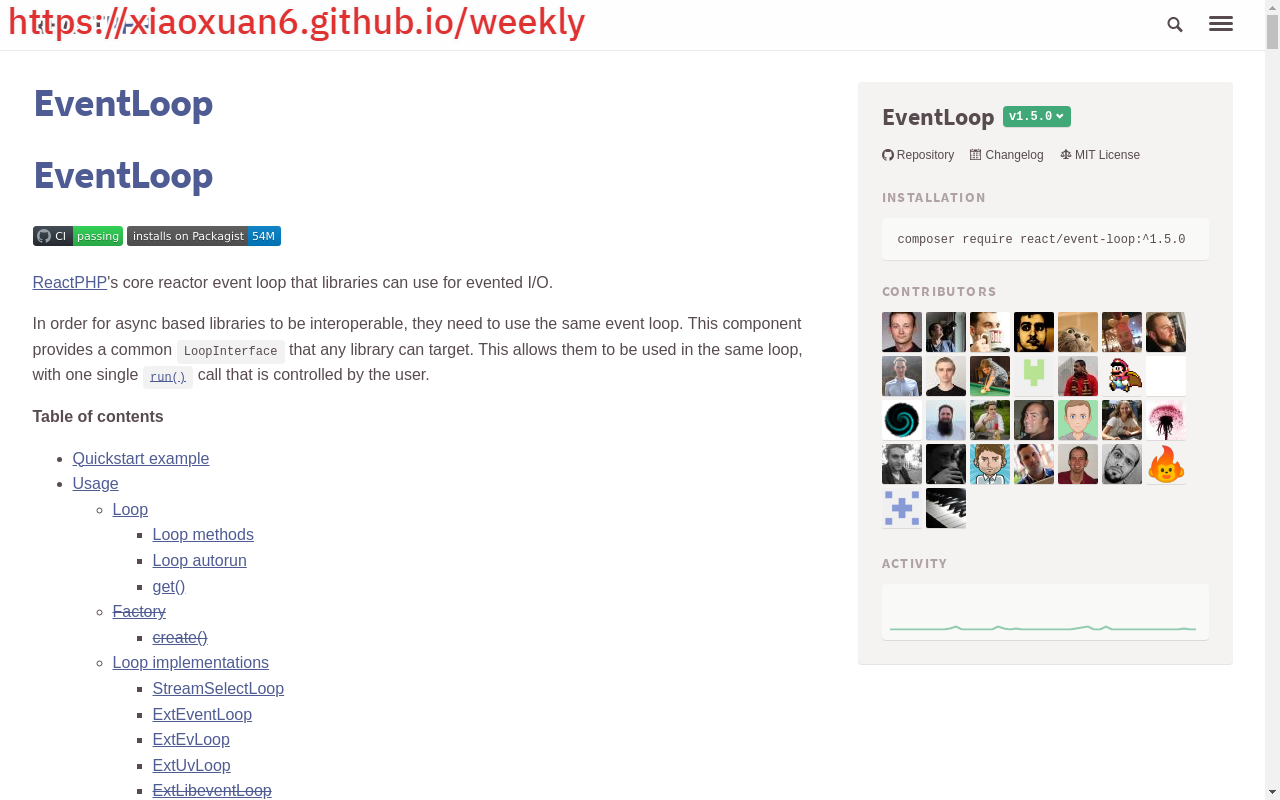 https://xiaoxuan6.github.io/weekly
EventLoop
EventLoop
CI passing installs on Packagist 54M
ReactPHP's core reactor event loop that libraries can use for evented I/O.
In order for async based libraries to be interoperable, they need to use the same event loop. This component
provides a common LoopInterface that any library can target. This allows them to be used in the same loop,
with one single run() call that is controlled by the user.
Table of contents
Quickstart example
Usage
Loop
Loop methods
Loop autorun
get()
Factory
create()
Loop implementations
StreamSelectLoop
ExtEventLoop
ExtEvLoop
ExtUvLoop
ExtLibeventLoop
EventLoop v1.5.0
Repository Changelog MIT License
INSTALLATION
composer require react/event-loop:^1.5.0
CONTRIBUTORS
ACTIVITY